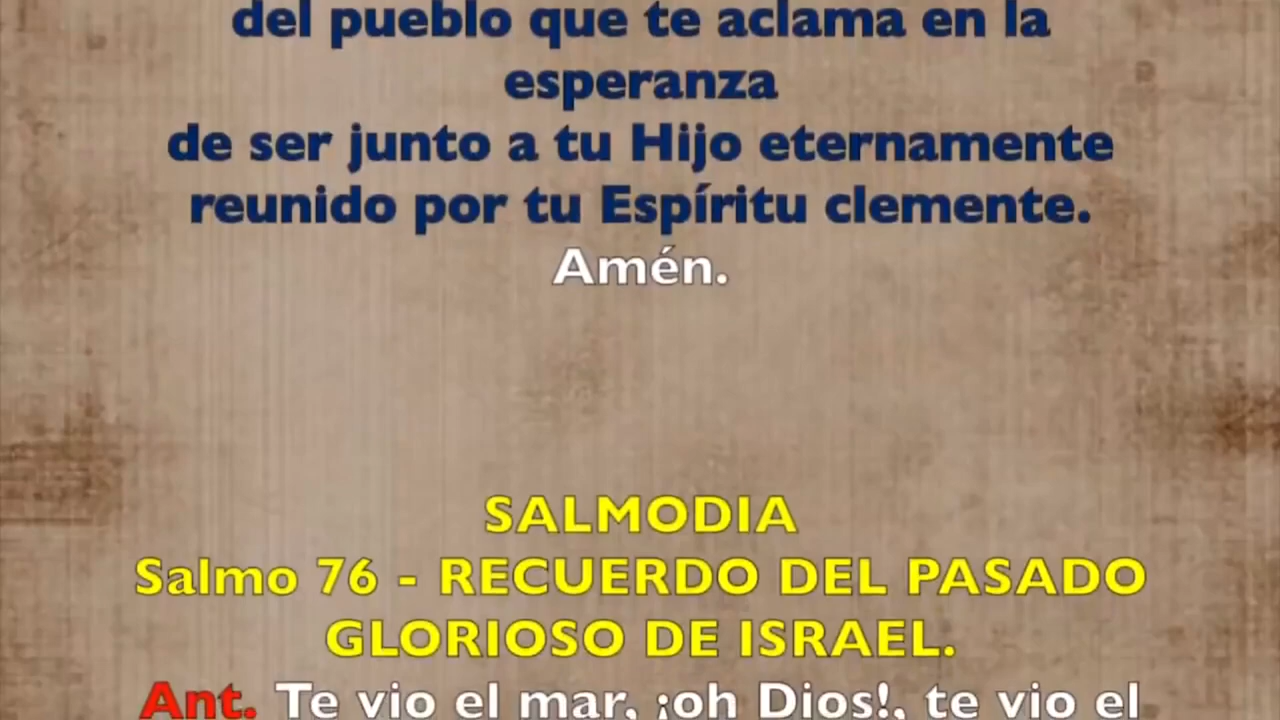 del pueblo que te aclama en la
esperanza
de ser junto a tu Hijo eternamente
reunido por tu Espíritu clemente.
Amén.
SALMODIA
Salmo 76 - RECUERDO DEL PASADO
GLORIOSO DE ISRAEL.
Ant. Te vio el mar, ¡oh Dios!, te vio el